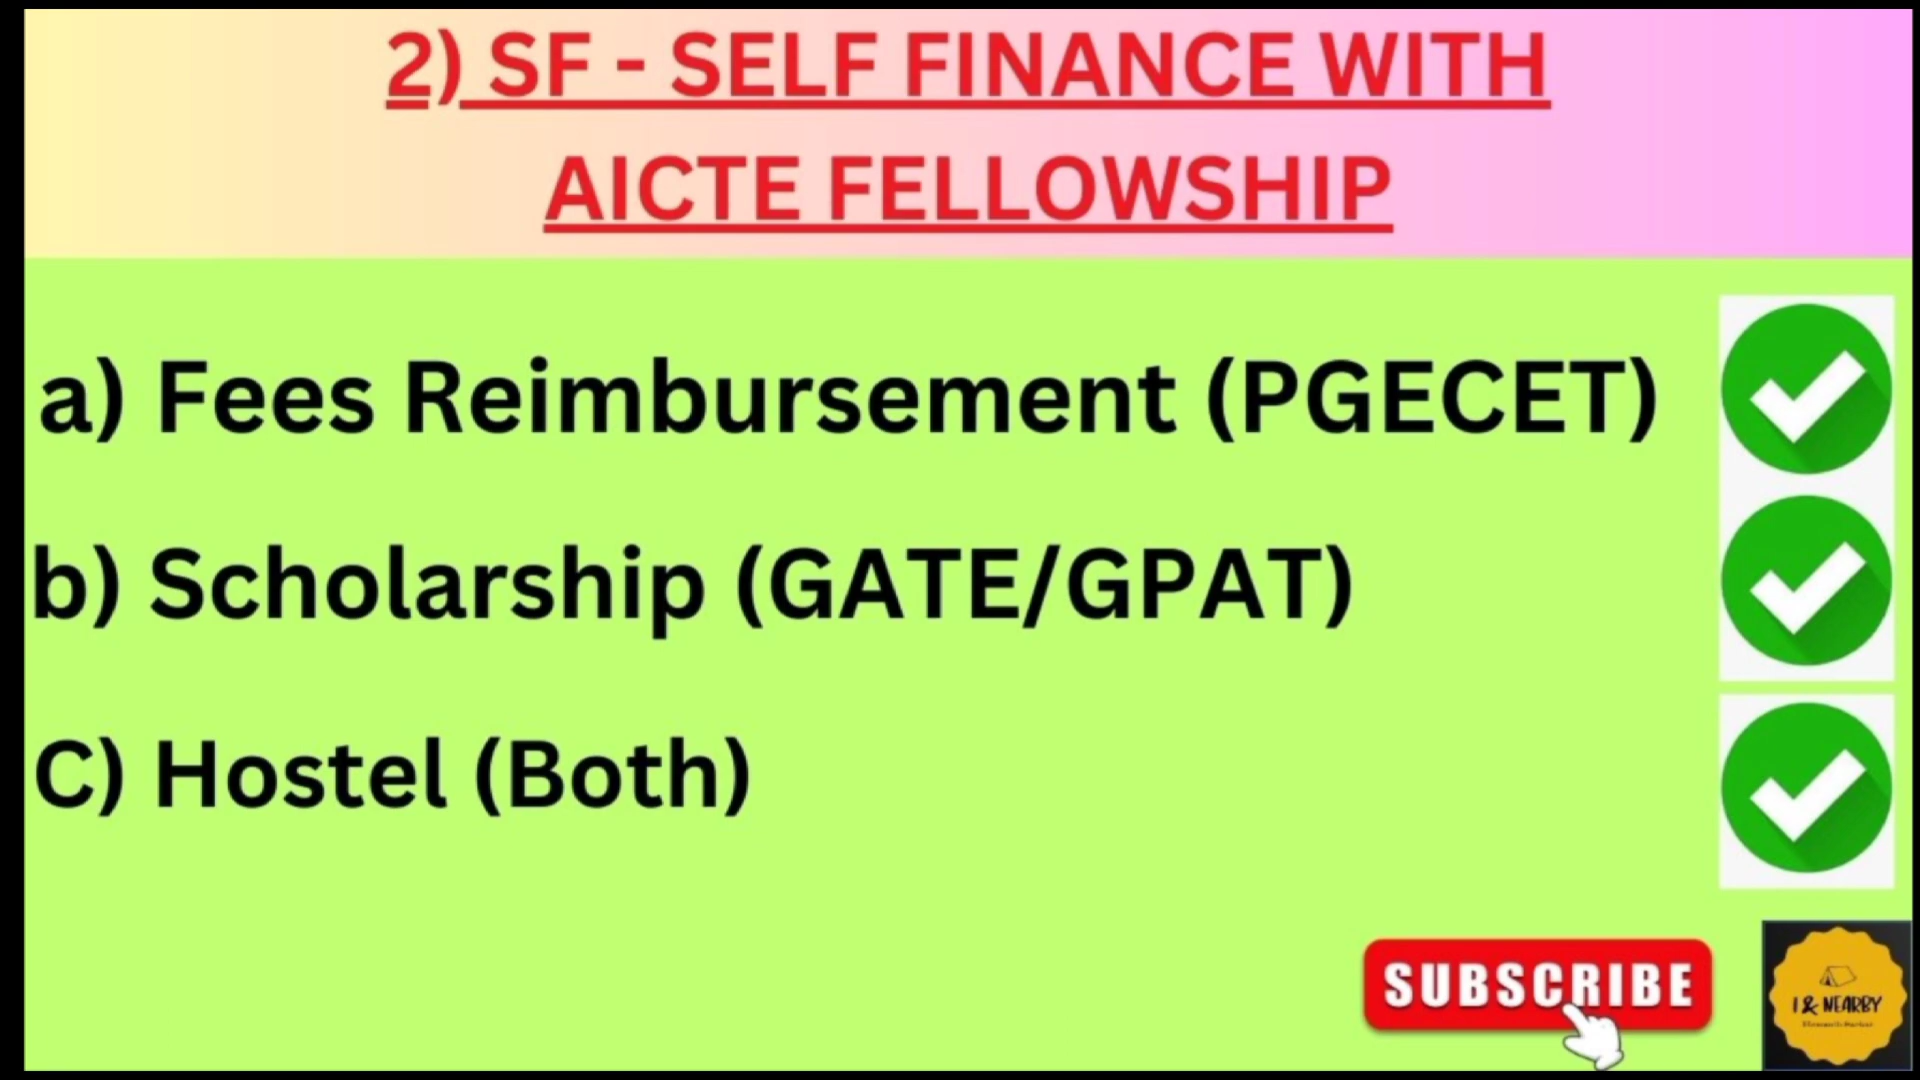 2) SF - SELF FINANCE WITH
AICTE FELLOWSHIP
a) Fees Reimbursement (PGECET)
b) Scholarship (GATE/GPAT)
C) Hostel (Both)
SUBSCRIBE
I & NEARBY